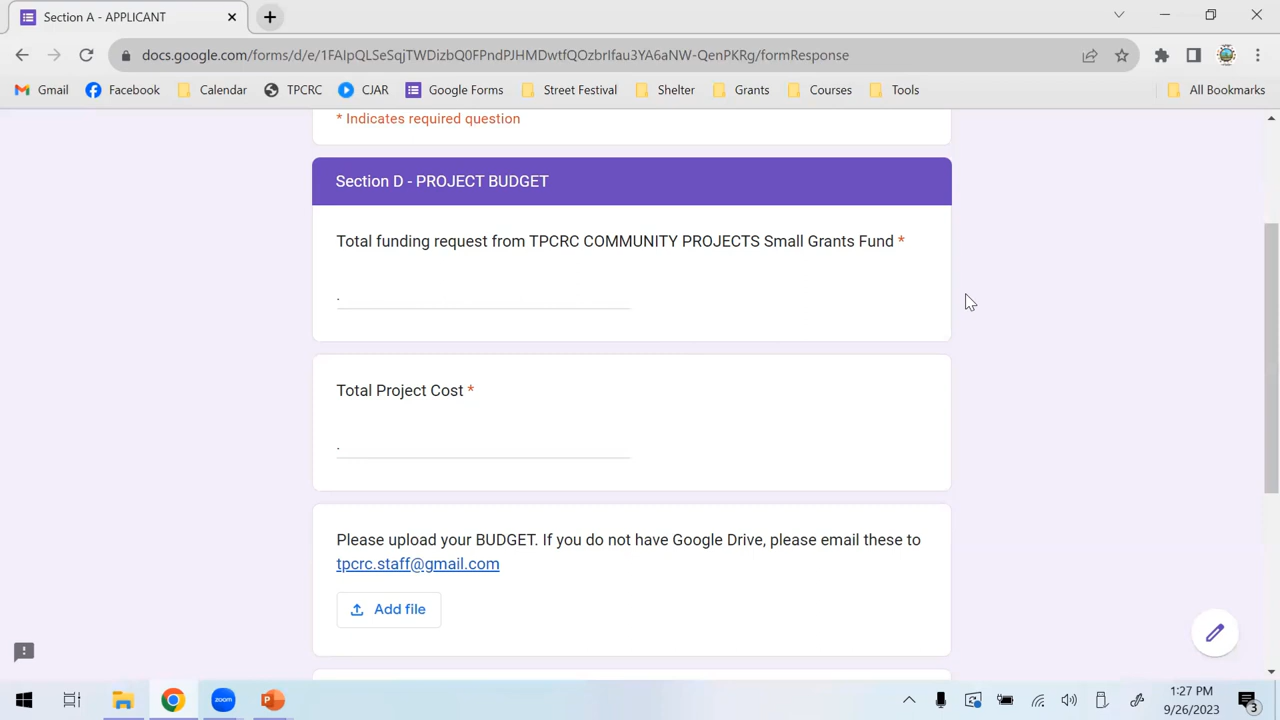 Section A - APPLICANT
docs.google.com/forms/d/e/1FAIpQLSeSqjTWDizbQ0FPndPJHMDwtfQOzbrIfau3YA6aNW-QenPKRg/formResponse
Gmail Facebook Calendar TPCRC CJAR Google Forms Street Festival Shelter Grants Courses Tools All Bookmarks
* Indicates required question
Section D - PROJECT BUDGET
Total funding request from TPCRC COMMUNITY PROJECTS Small Grants Fund *
.
Total Project Cost *
.
Please upload your BUDGET. If you do not have Google Drive, please email these to
tpcrc.staff@gmail.com
Add file
zoom
1:27 PM
9/26/2023
3